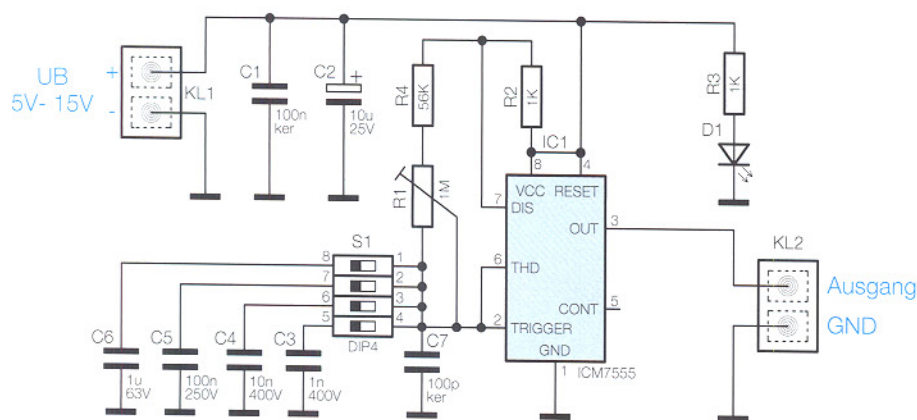 UB
5V- 15V
+
-
KL1
C1
100n
ker
C2
+
10u
25V
R4
56K
R2
1K
R3
1K
D1
IC1
8
4
VCC
RESET
7
DIS
OUT
3
R1
1M
6
THD
CONT
5
2
TRIGGER
GND
1
ICM7555
KL2
Ausgang
GND
S1
8
1
7
2
6
3
5
4
DIP4
C6
1u
63V
C5
100n
250V
C4
10n
400V
C3
1n
400V
C7
100p
ker